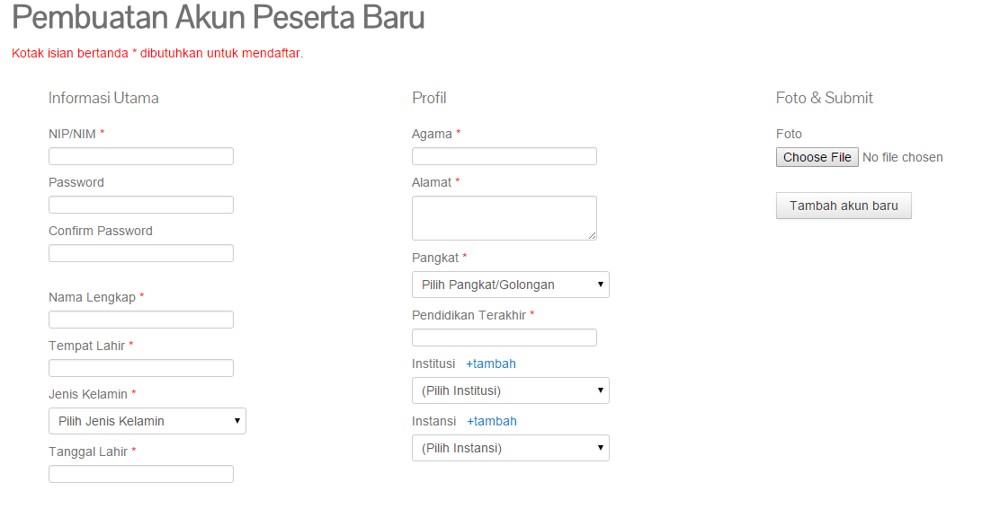 Pembuatan Akun Peserta Baru
Kotak isian bertanda * dibutuhkan untuk mendaftar.
Informasi Utama
NIP/NIM *
Password
Confirm Password
Nama Lengkap *
Tempat Lahir *
Jenis Kelamin *
Pilih Jenis Kelamin
Tanggal Lahir *
Profil
Agama *
Alamat *
Pangkat *
Pilih Pangkat/Golongan
Pendidikan Terakhir *
Institusi +tambah
(Pilih Institusi)
Instansi +tambah
(Pilih Instansi)
Foto & Submit
Foto
Choose File No file chosen
Tambah akun baru